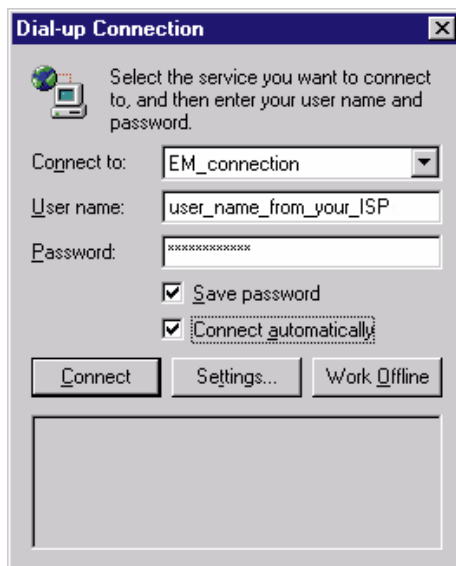 Dial-up Connection
Select the service you want to connect
to, and then enter your user name and
password.
Connect to: EM_connection
User name: user_name_from_your_ISP
Password: ************
Save password
Connect automatically
Connect Settings... Work Offline